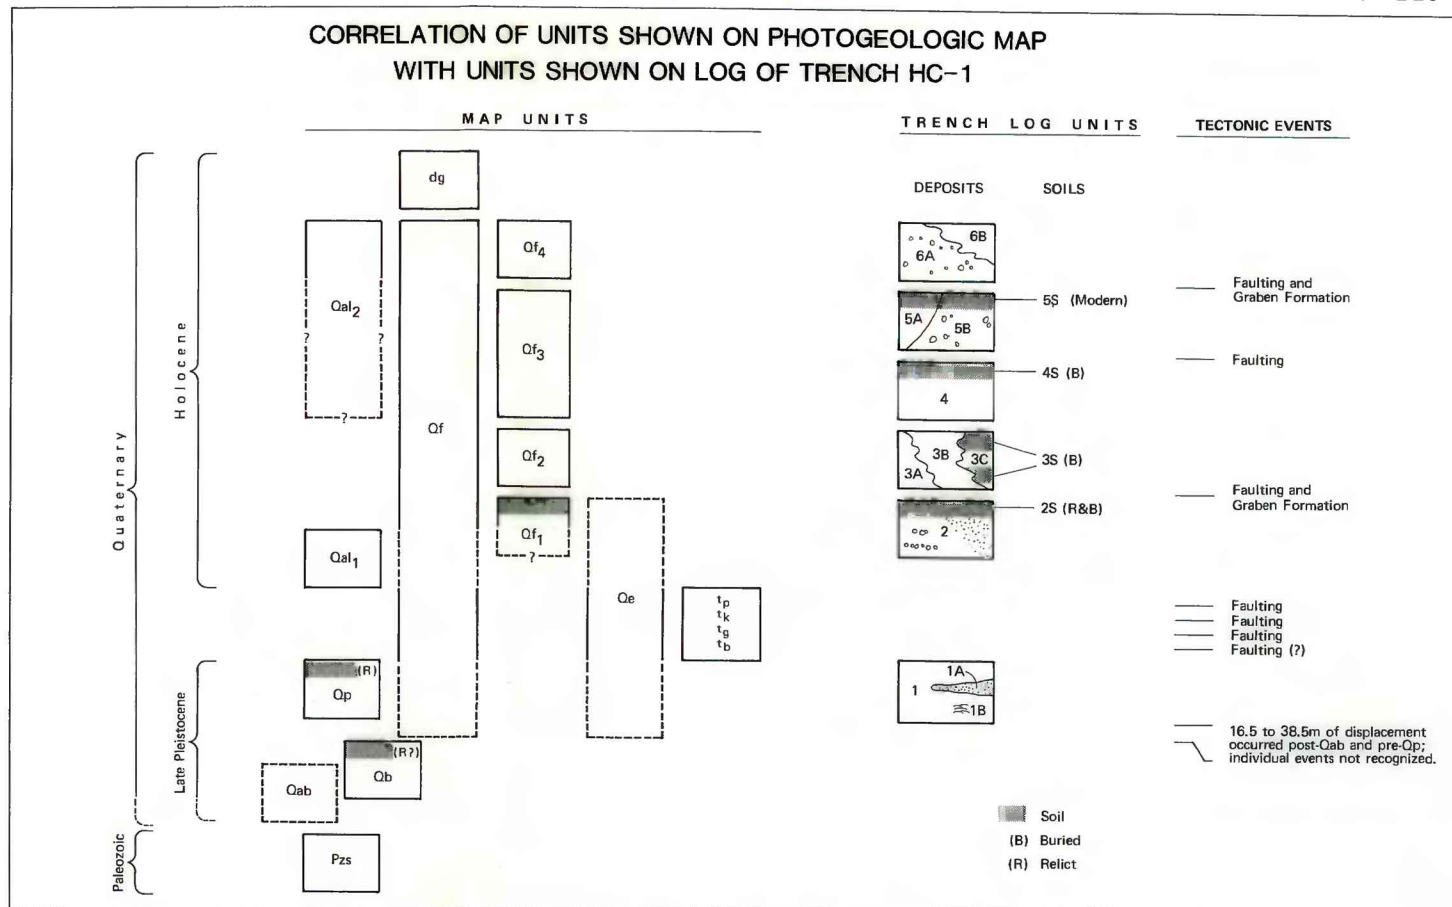 CORRELATION OF UNITS SHOWN ON PHOTOGEOLOGIC MAP
WITH UNITS SHOWN ON LOG OF TRENCH HC-1
MAP UNITS
TRENCH LOG UNITS
TECTONIC EVENTS
DEPOSITS
SOILS
Quaternary
Holocene
Late Pleistocene
Paleozoic
dg
Qal2
?
?
?
Qf
Qf4
Qf3
Qf2
Qf1
?
Qal1
Qe
tp
tk
tg
tb
(R)
Qp
(R?)
Qb
Qab
Pzs
6B
6A
5S (Modern)
5A
5B
4S (B)
4
3B
3C
3A
3S (B)
2S (R&B)
2
1A
1
1B
Faulting and
Graben Formation
Faulting
Faulting and
Graben Formation
Faulting
Faulting
Faulting
Faulting (?)
16.5 to 38.5m of displacement
occurred post-Qab and pre-Qp;
individual events not recognized.
Soil
(B) Buried
(R) Relict